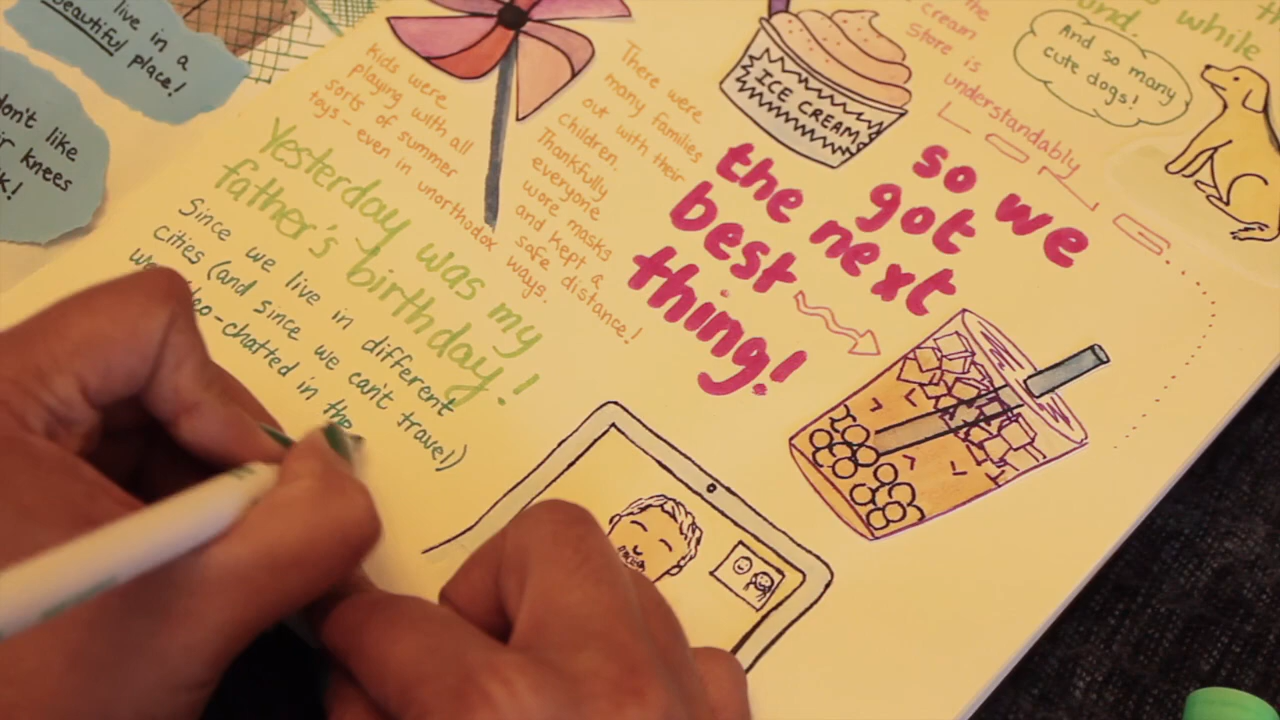 live in a
beautiful place!
don't like
knees
kids were
playing with all
sorts of summer
toys - even in unorthodox
ways.
There were
many families
out with their
children.
Thankfully
everyone
wore masks
and kept a
safe distance!
ICE CREAM
the
cream
Store is
understandably
while
And so many
cute dogs!
so we
got
the next
best
thing!
Yesterday was my
father's birthday!
Since we live in different
cities (and since we can't travel)
we
-chatted in the